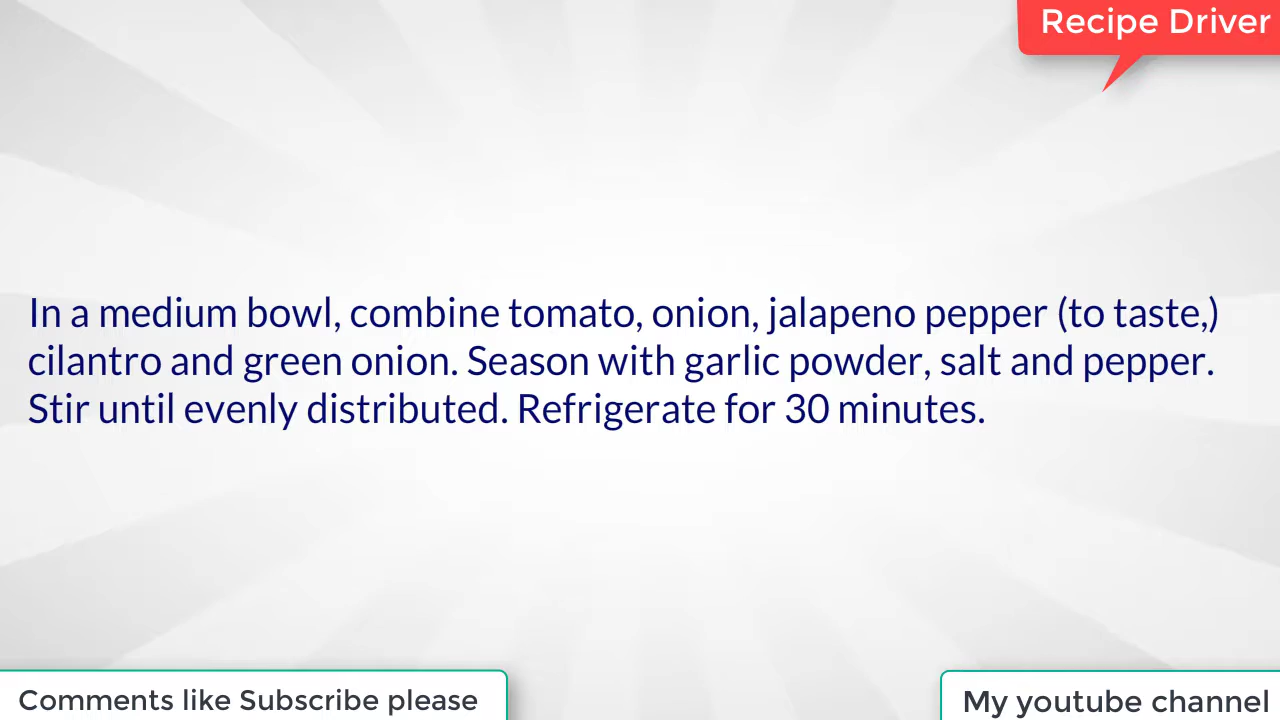 Recipe Driver
In a medium bowl, combine tomato, onion, jalapeno pepper (to taste,)
cilantro and green onion. Season with garlic powder, salt and pepper.
Stir until evenly distributed. Refrigerate for 30 minutes.
Comments like Subscribe please
My youtube channel